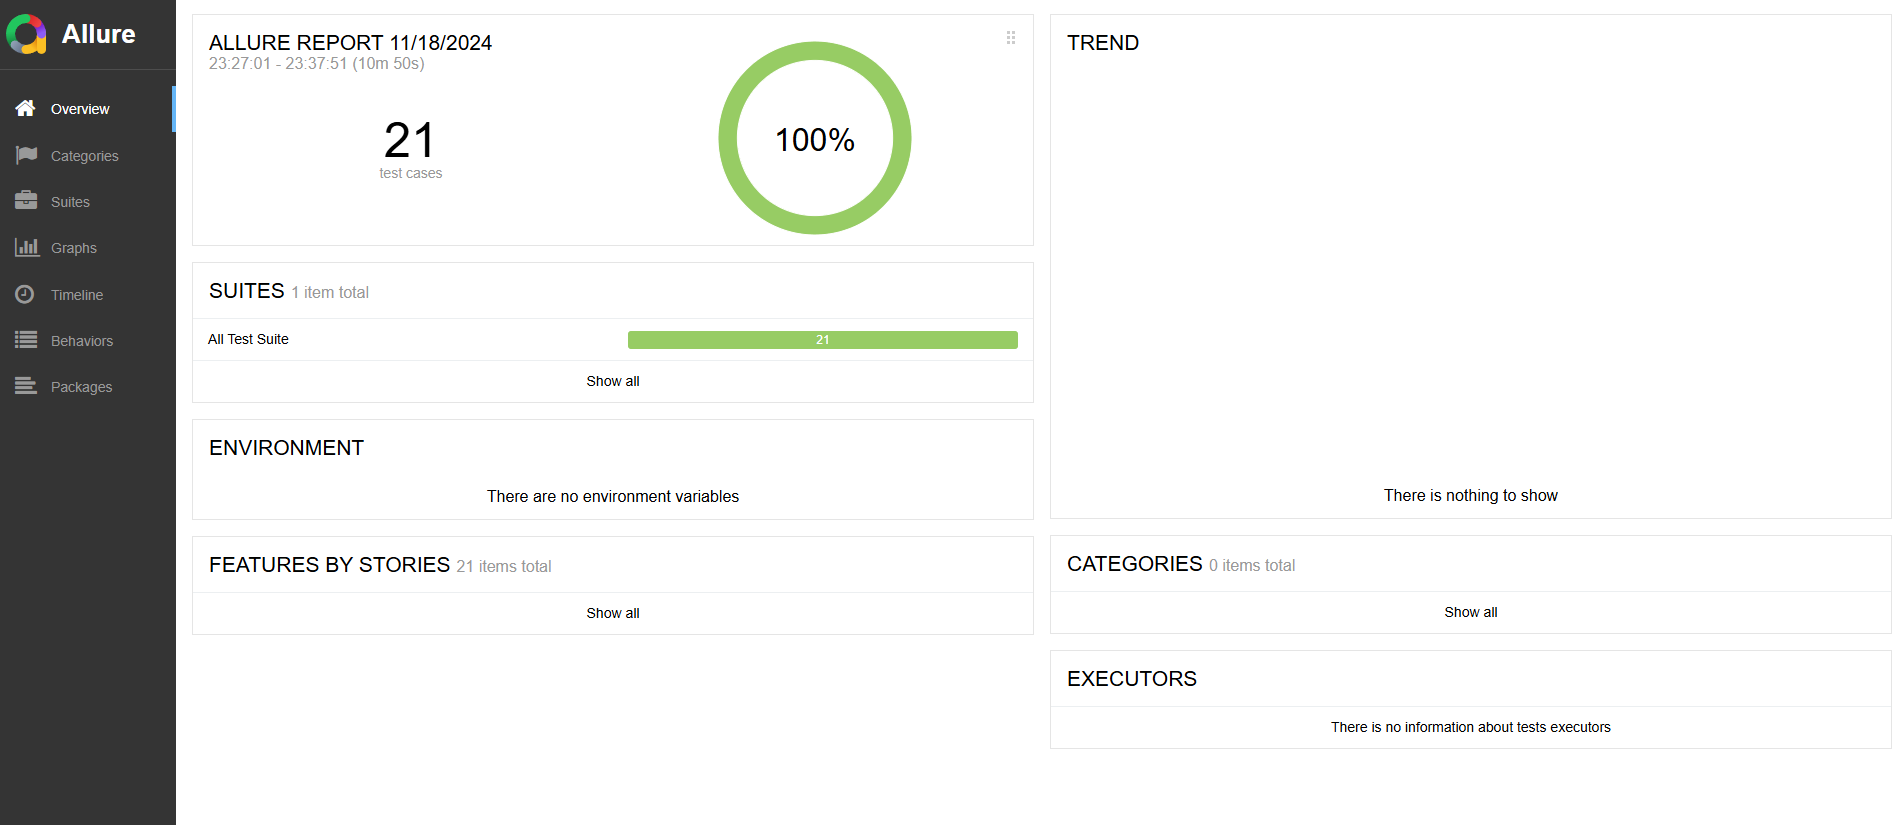 Allure
Overview
Categories
Suites
Graphs
Timeline
Behaviors
Packages
ALLURE REPORT 11/18/2024
23:27:01 - 23:37:51 (10m 50s)
21
test cases
100%
SUITES 1 item total
All Test Suite 21
Show all
ENVIRONMENT
There are no environment variables
FEATURES BY STORIES 21 items total
Show all
TREND
There is nothing to show
CATEGORIES 0 items total
Show all
EXECUTORS
There is no information about tests executors